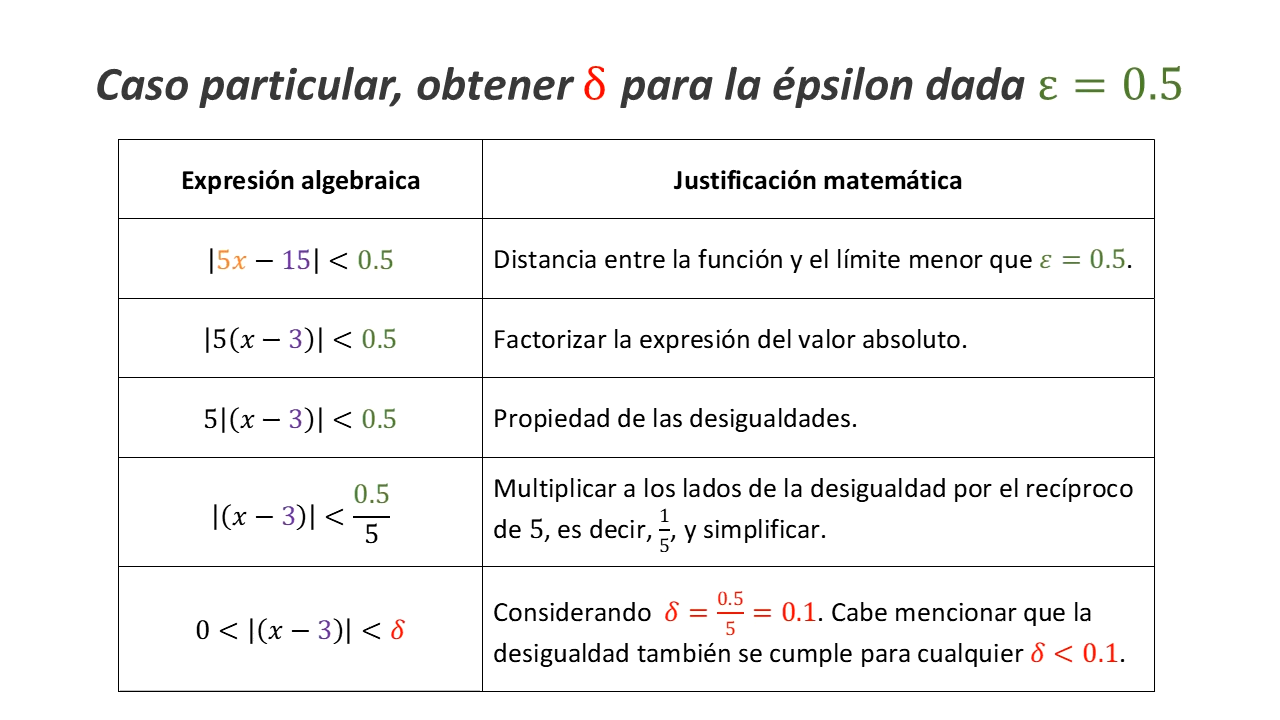 Caso particular, obtener δ para la épsilon dada ε = 0.5
Expresión algebraica
Justificación matemática
|5x − 15| < 0.5
Distancia entre la función y el límite menor que ε = 0.5.
|5(x − 3)| < 0.5
Factorizar la expresión del valor absoluto.
5|(x − 3)| < 0.5
Propiedad de las desigualdades.
|(x − 3)| < 0.5/5
Multiplicar a los lados de la desigualdad por el recíproco
de 5, es decir, 1/5, y simplificar.
0 < |(x − 3)| < δ
Considerando δ = 0.5/5 = 0.1. Cabe mencionar que la
desigualdad también se cumple para cualquier δ < 0.1.